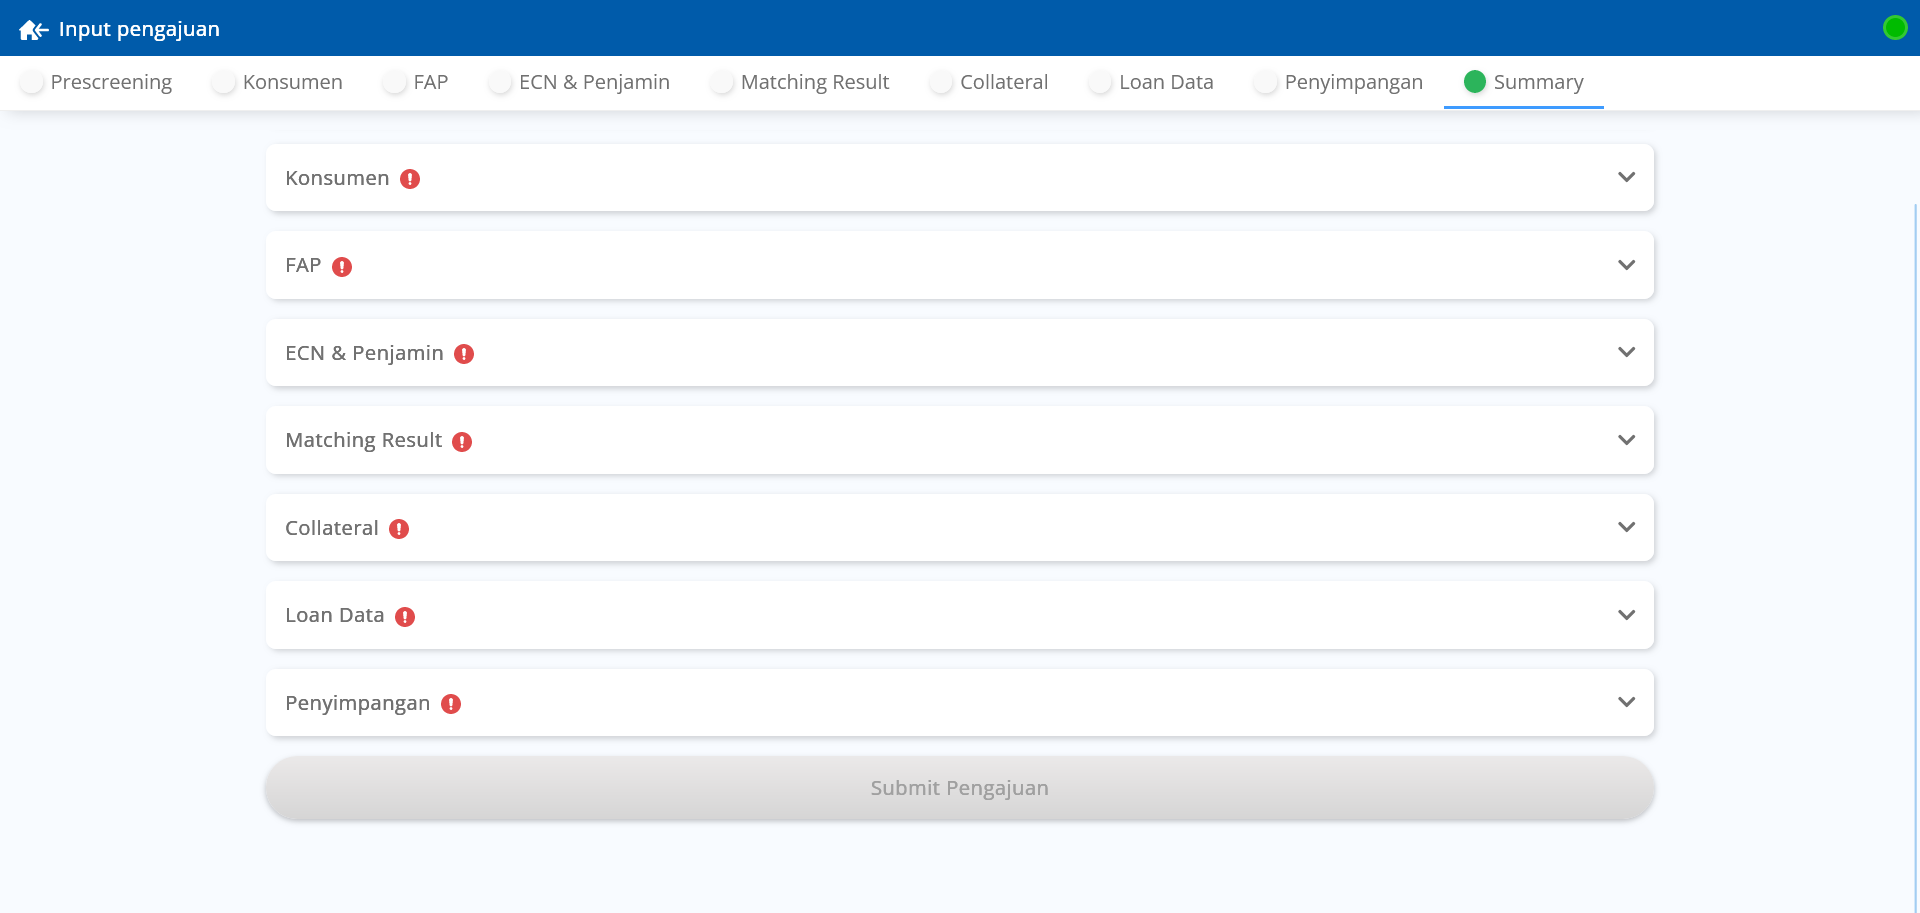 Input pengajuan
Prescreening Konsumen FAP ECN & Penjamin Matching Result Collateral Loan Data Penyimpangan Summary
Konsumen
FAP
ECN & Penjamin
Matching Result
Collateral
Loan Data
Penyimpangan
Submit Pengajuan